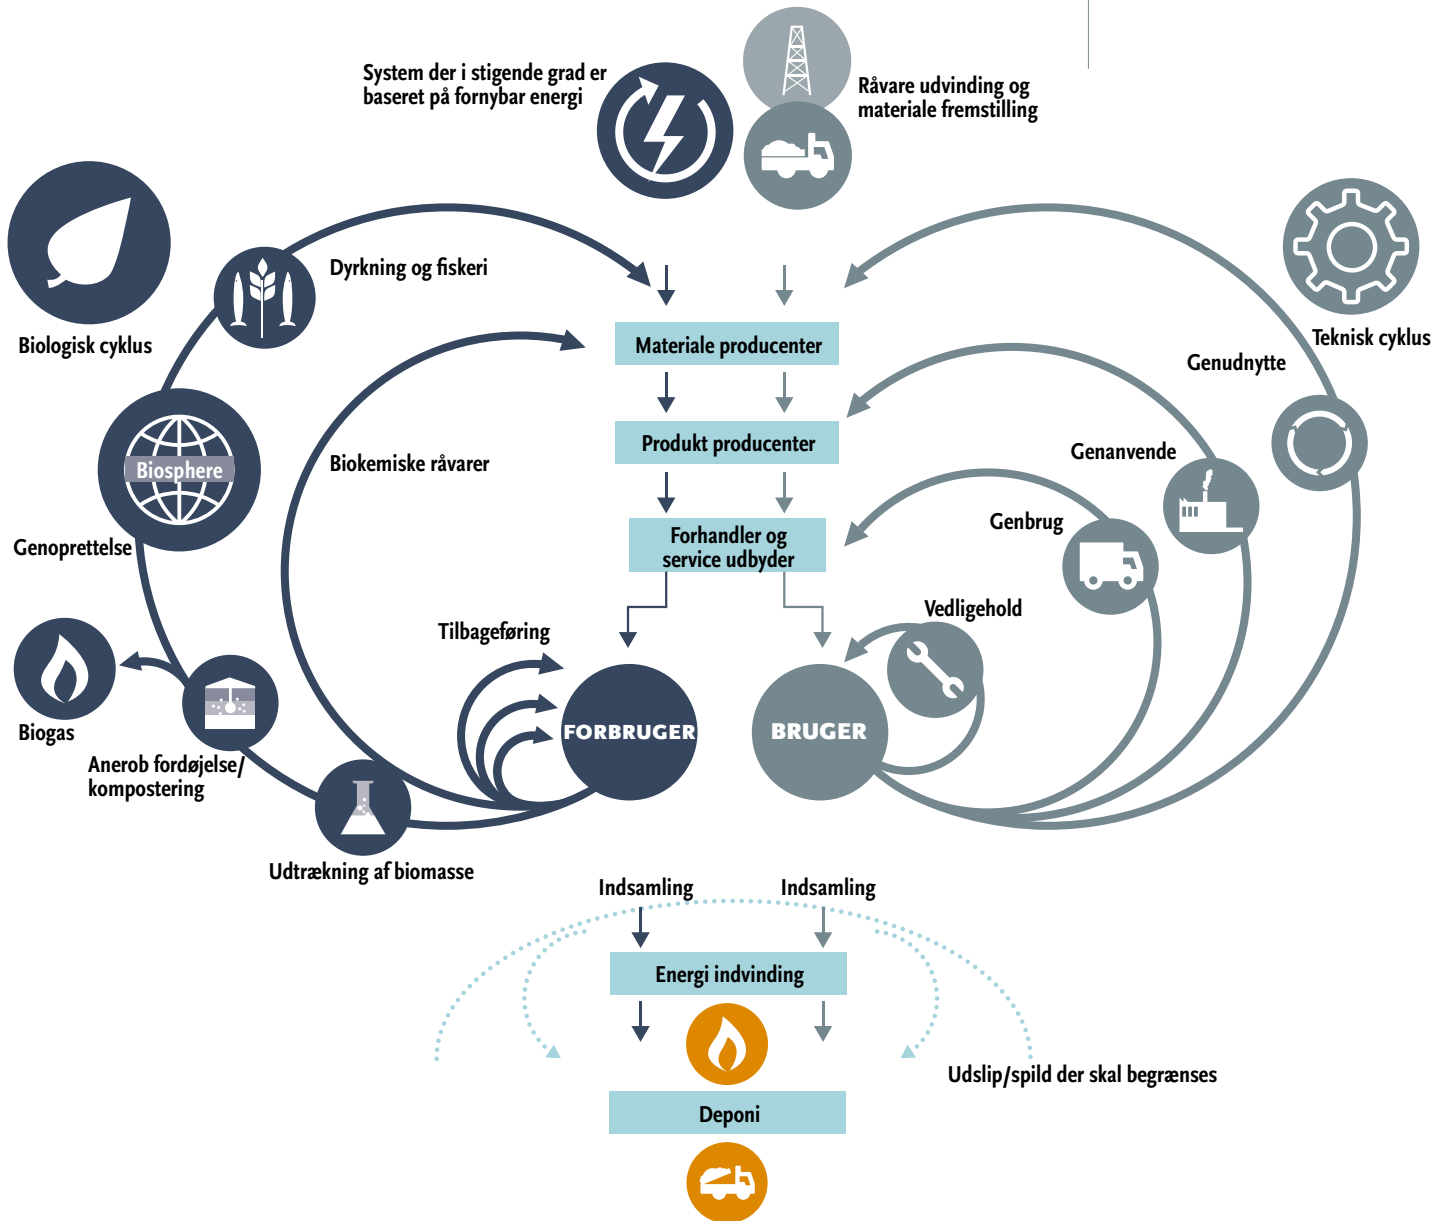 System der i stigende grad er
baseret på fornybar energi
Råvare udvinding og
materiale fremstilling
Biologisk cyklus
Dyrkning og fiskeri
Teknisk cyklus
Materiale producenter
Genudnytte
Produkt producenter
Genanvende
Biosphere
Biokemiske råvarer
Genbrug
Forhandler og
service udbyder
Genoprettelse
Vedligehold
Tilbageføring
FORBRUGER
BRUGER
Biogas
Anerob fordøjelse/
kompostering
Udtrækning af biomasse
Indsamling
Indsamling
Energi indvinding
Udslip/spild der skal begrænses
Deponi